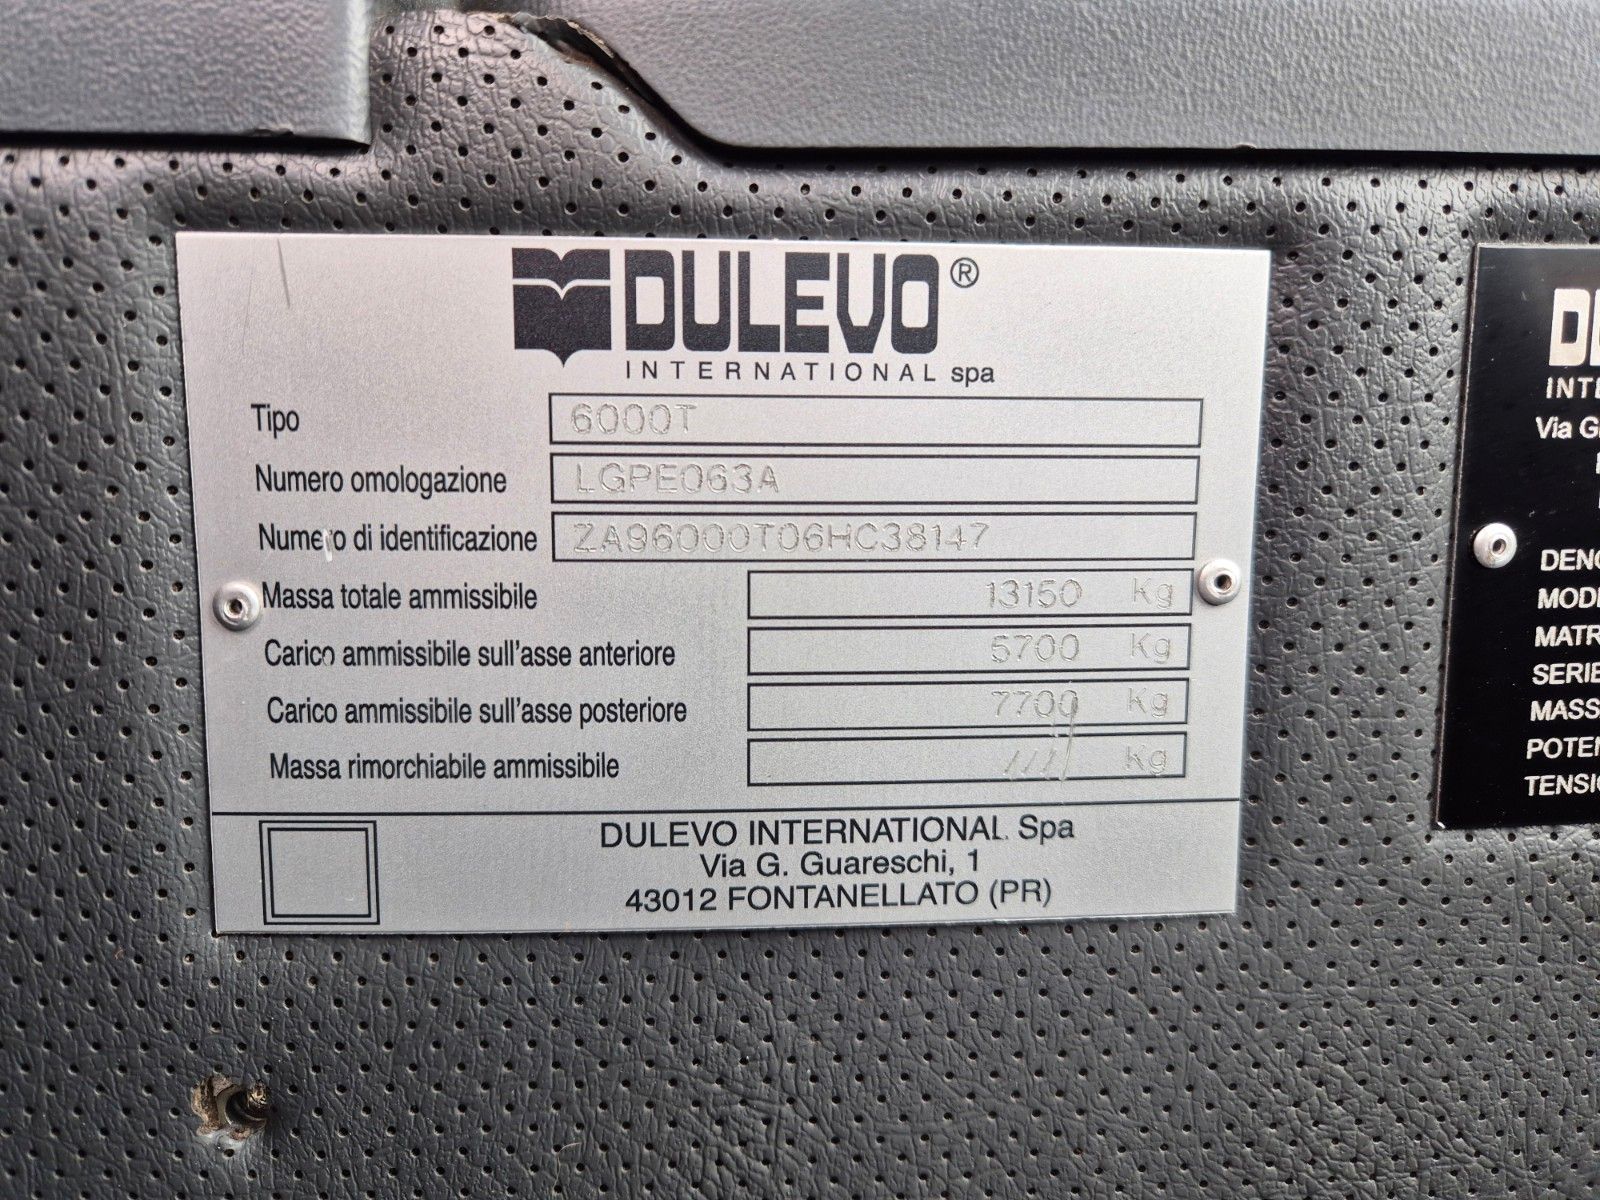 DULEVO®
INTERNATIONAL spa
Tipo 6000T
Numero omologazione LGPE063A
Numero di identificazione ZA96000T06HC38147
Massa totale ammissibile 13150 Kg
Carico ammissibile sull'asse anteriore 5700 Kg
Carico ammissibile sull'asse posteriore 7700 Kg
Massa rimorchiabile ammissibile //// Kg
DULEVO INTERNATIONAL Spa
Via G. Guareschi, 1
43012 FONTANELLATO (PR)
INTE
Via G
DENO
MODE
MATR
SERIE
MASS
POTEN
TENSIO